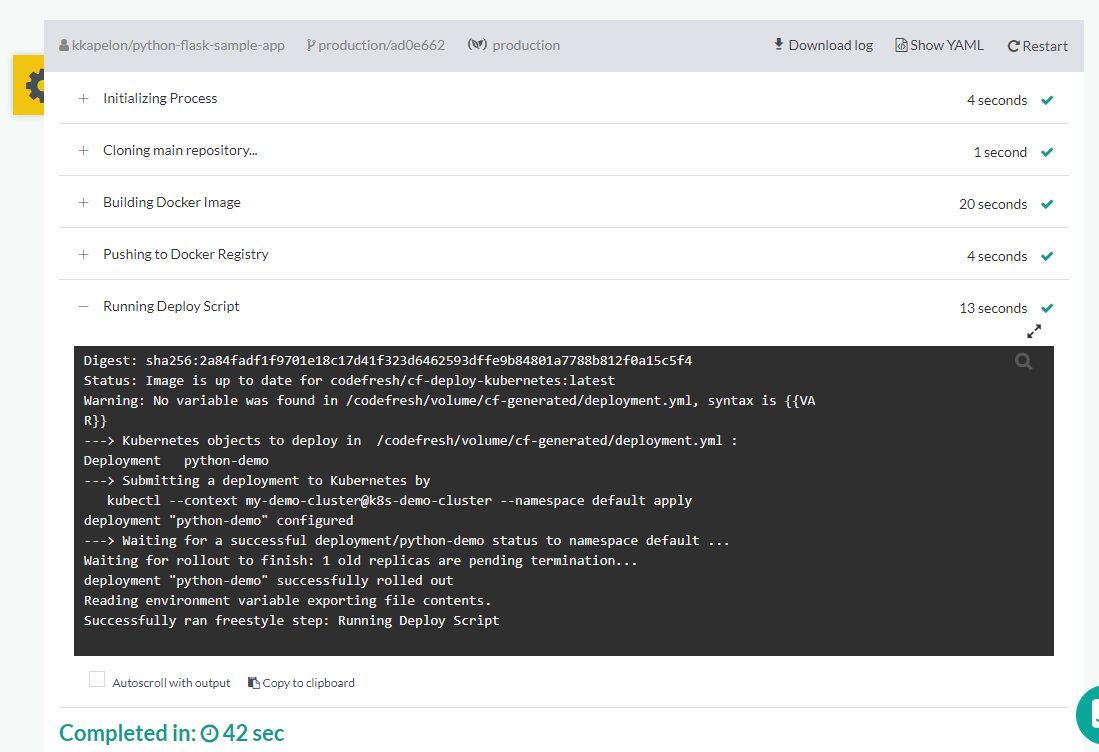 kkapelon/python-flask-sample-app production/ad0e662 production Download log Show YAML Restart
+ Initializing Process 4 seconds
+ Cloning main repository... 1 second
+ Building Docker Image 20 seconds
+ Pushing to Docker Registry 4 seconds
− Running Deploy Script 13 seconds
Digest: sha256:2a84fadf1f9701e18c17d41f323d6462593dffe9b84801a7788b812f0a15c5f4
Status: Image is up to date for codefresh/cf-deploy-kubernetes:latest
Warning: No variable was found in /codefresh/volume/cf-generated/deployment.yml, syntax is {{VA
R}}
---> Kubernetes objects to deploy in  /codefresh/volume/cf-generated/deployment.yml :
Deployment   python-demo
---> Submitting a deployment to Kubernetes by
   kubectl --context my-demo-cluster@k8s-demo-cluster --namespace default apply
deployment "python-demo" configured
---> Waiting for a successful deployment/python-demo status to namespace default ...
Waiting for rollout to finish: 1 old replicas are pending termination...
deployment "python-demo" successfully rolled out
Reading environment variable exporting file contents.
Successfully ran freestyle step: Running Deploy Script
Autoscroll with output Copy to clipboard
Completed in: 42 sec